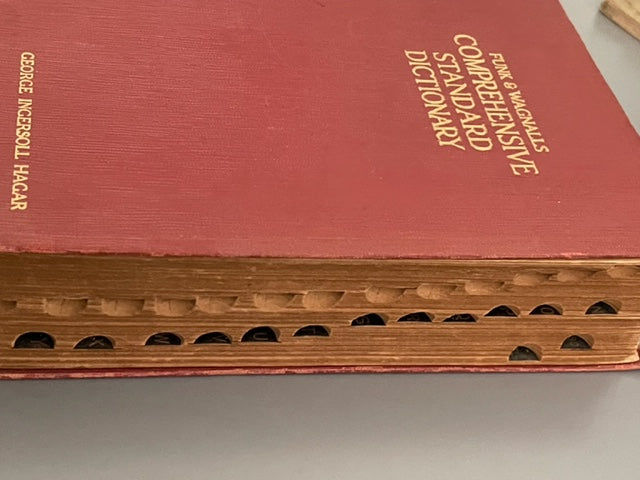 FUNK & WAGNALLS
COMPREHENSIVE
STANDARD
DICTIONARY
GEORGE INGERSOLL HAGAR
N
O
U
W
X
Y